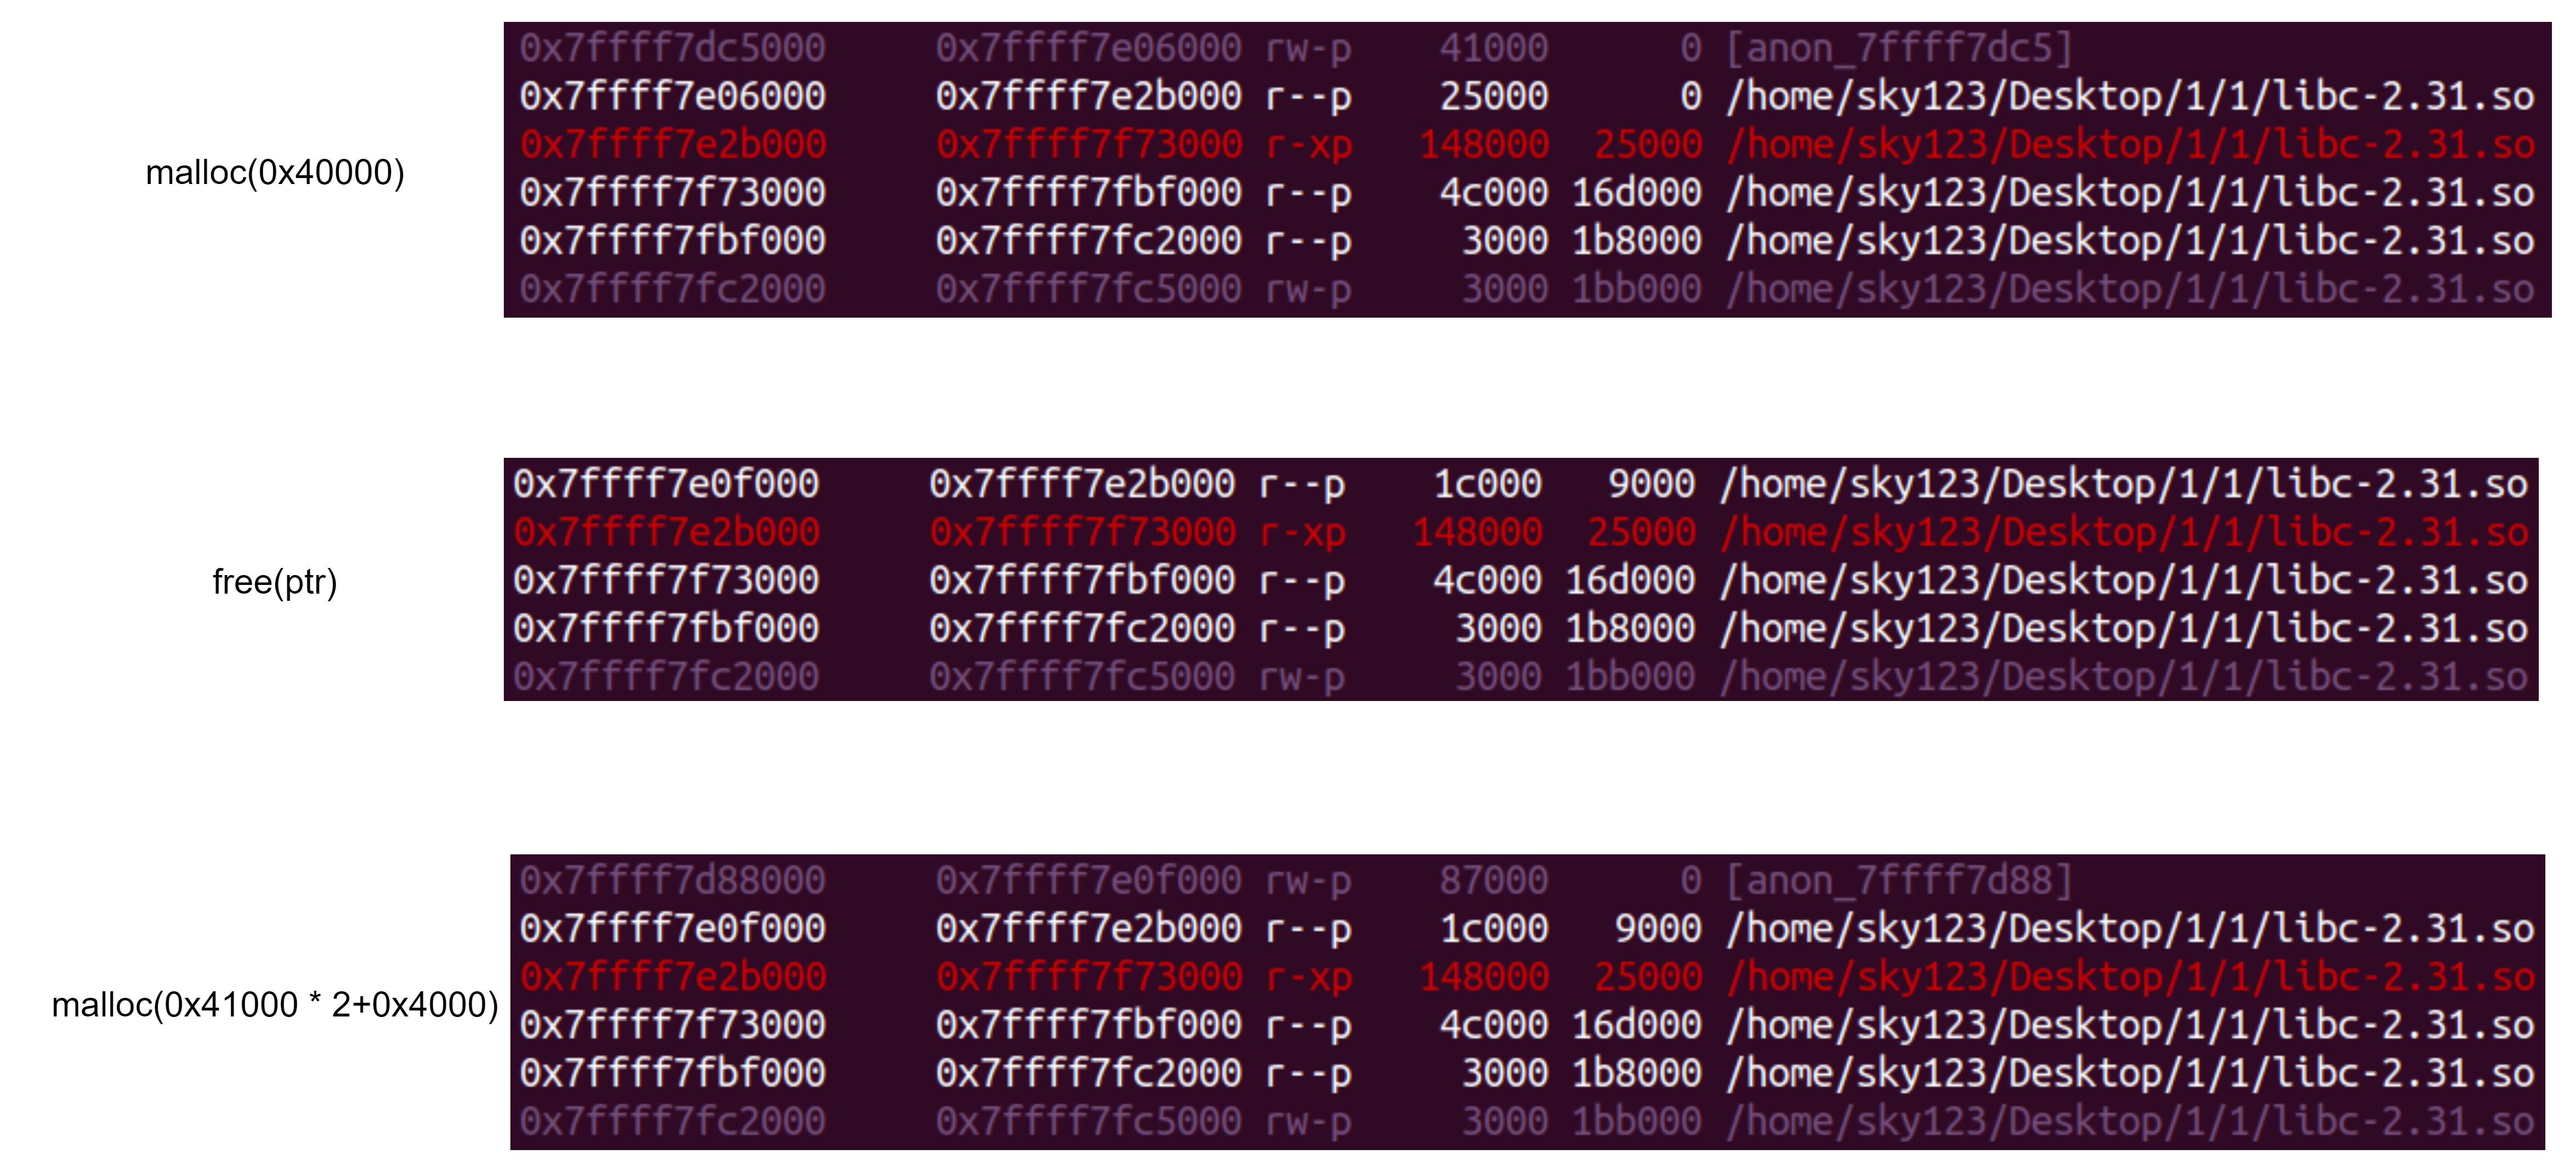 malloc(0x40000)
0x7ffff7dc5000 0x7ffff7e06000 rw-p 41000 0 [anon_7ffff7dc5]
0x7ffff7e06000 0x7ffff7e2b000 r--p 25000 0 /home/sky123/Desktop/1/1/libc-2.31.so
0x7ffff7e2b000 0x7ffff7f73000 r-xp 148000 25000 /home/sky123/Desktop/1/1/libc-2.31.so
0x7ffff7f73000 0x7ffff7fbf000 r--p 4c000 16d000 /home/sky123/Desktop/1/1/libc-2.31.so
0x7ffff7fbf000 0x7ffff7fc2000 r--p 3000 1b8000 /home/sky123/Desktop/1/1/libc-2.31.so
0x7ffff7fc2000 0x7ffff7fc5000 rw-p 3000 1bb000 /home/sky123/Desktop/1/1/libc-2.31.so
free(ptr)
0x7ffff7e0f000 0x7ffff7e2b000 r--p 1c000 9000 /home/sky123/Desktop/1/1/libc-2.31.so
0x7ffff7e2b000 0x7ffff7f73000 r-xp 148000 25000 /home/sky123/Desktop/1/1/libc-2.31.so
0x7ffff7f73000 0x7ffff7fbf000 r--p 4c000 16d000 /home/sky123/Desktop/1/1/libc-2.31.so
0x7ffff7fbf000 0x7ffff7fc2000 r--p 3000 1b8000 /home/sky123/Desktop/1/1/libc-2.31.so
0x7ffff7fc2000 0x7ffff7fc5000 rw-p 3000 1bb000 /home/sky123/Desktop/1/1/libc-2.31.so
malloc(0x41000 * 2+0x4000)
0x7ffff7d88000 0x7ffff7e0f000 rw-p 87000 0 [anon_7ffff7d88]
0x7ffff7e0f000 0x7ffff7e2b000 r--p 1c000 9000 /home/sky123/Desktop/1/1/libc-2.31.so
0x7ffff7e2b000 0x7ffff7f73000 r-xp 148000 25000 /home/sky123/Desktop/1/1/libc-2.31.so
0x7ffff7f73000 0x7ffff7fbf000 r--p 4c000 16d000 /home/sky123/Desktop/1/1/libc-2.31.so
0x7ffff7fbf000 0x7ffff7fc2000 r--p 3000 1b8000 /home/sky123/Desktop/1/1/libc-2.31.so
0x7ffff7fc2000 0x7ffff7fc5000 rw-p 3000 1bb000 /home/sky123/Desktop/1/1/libc-2.31.so